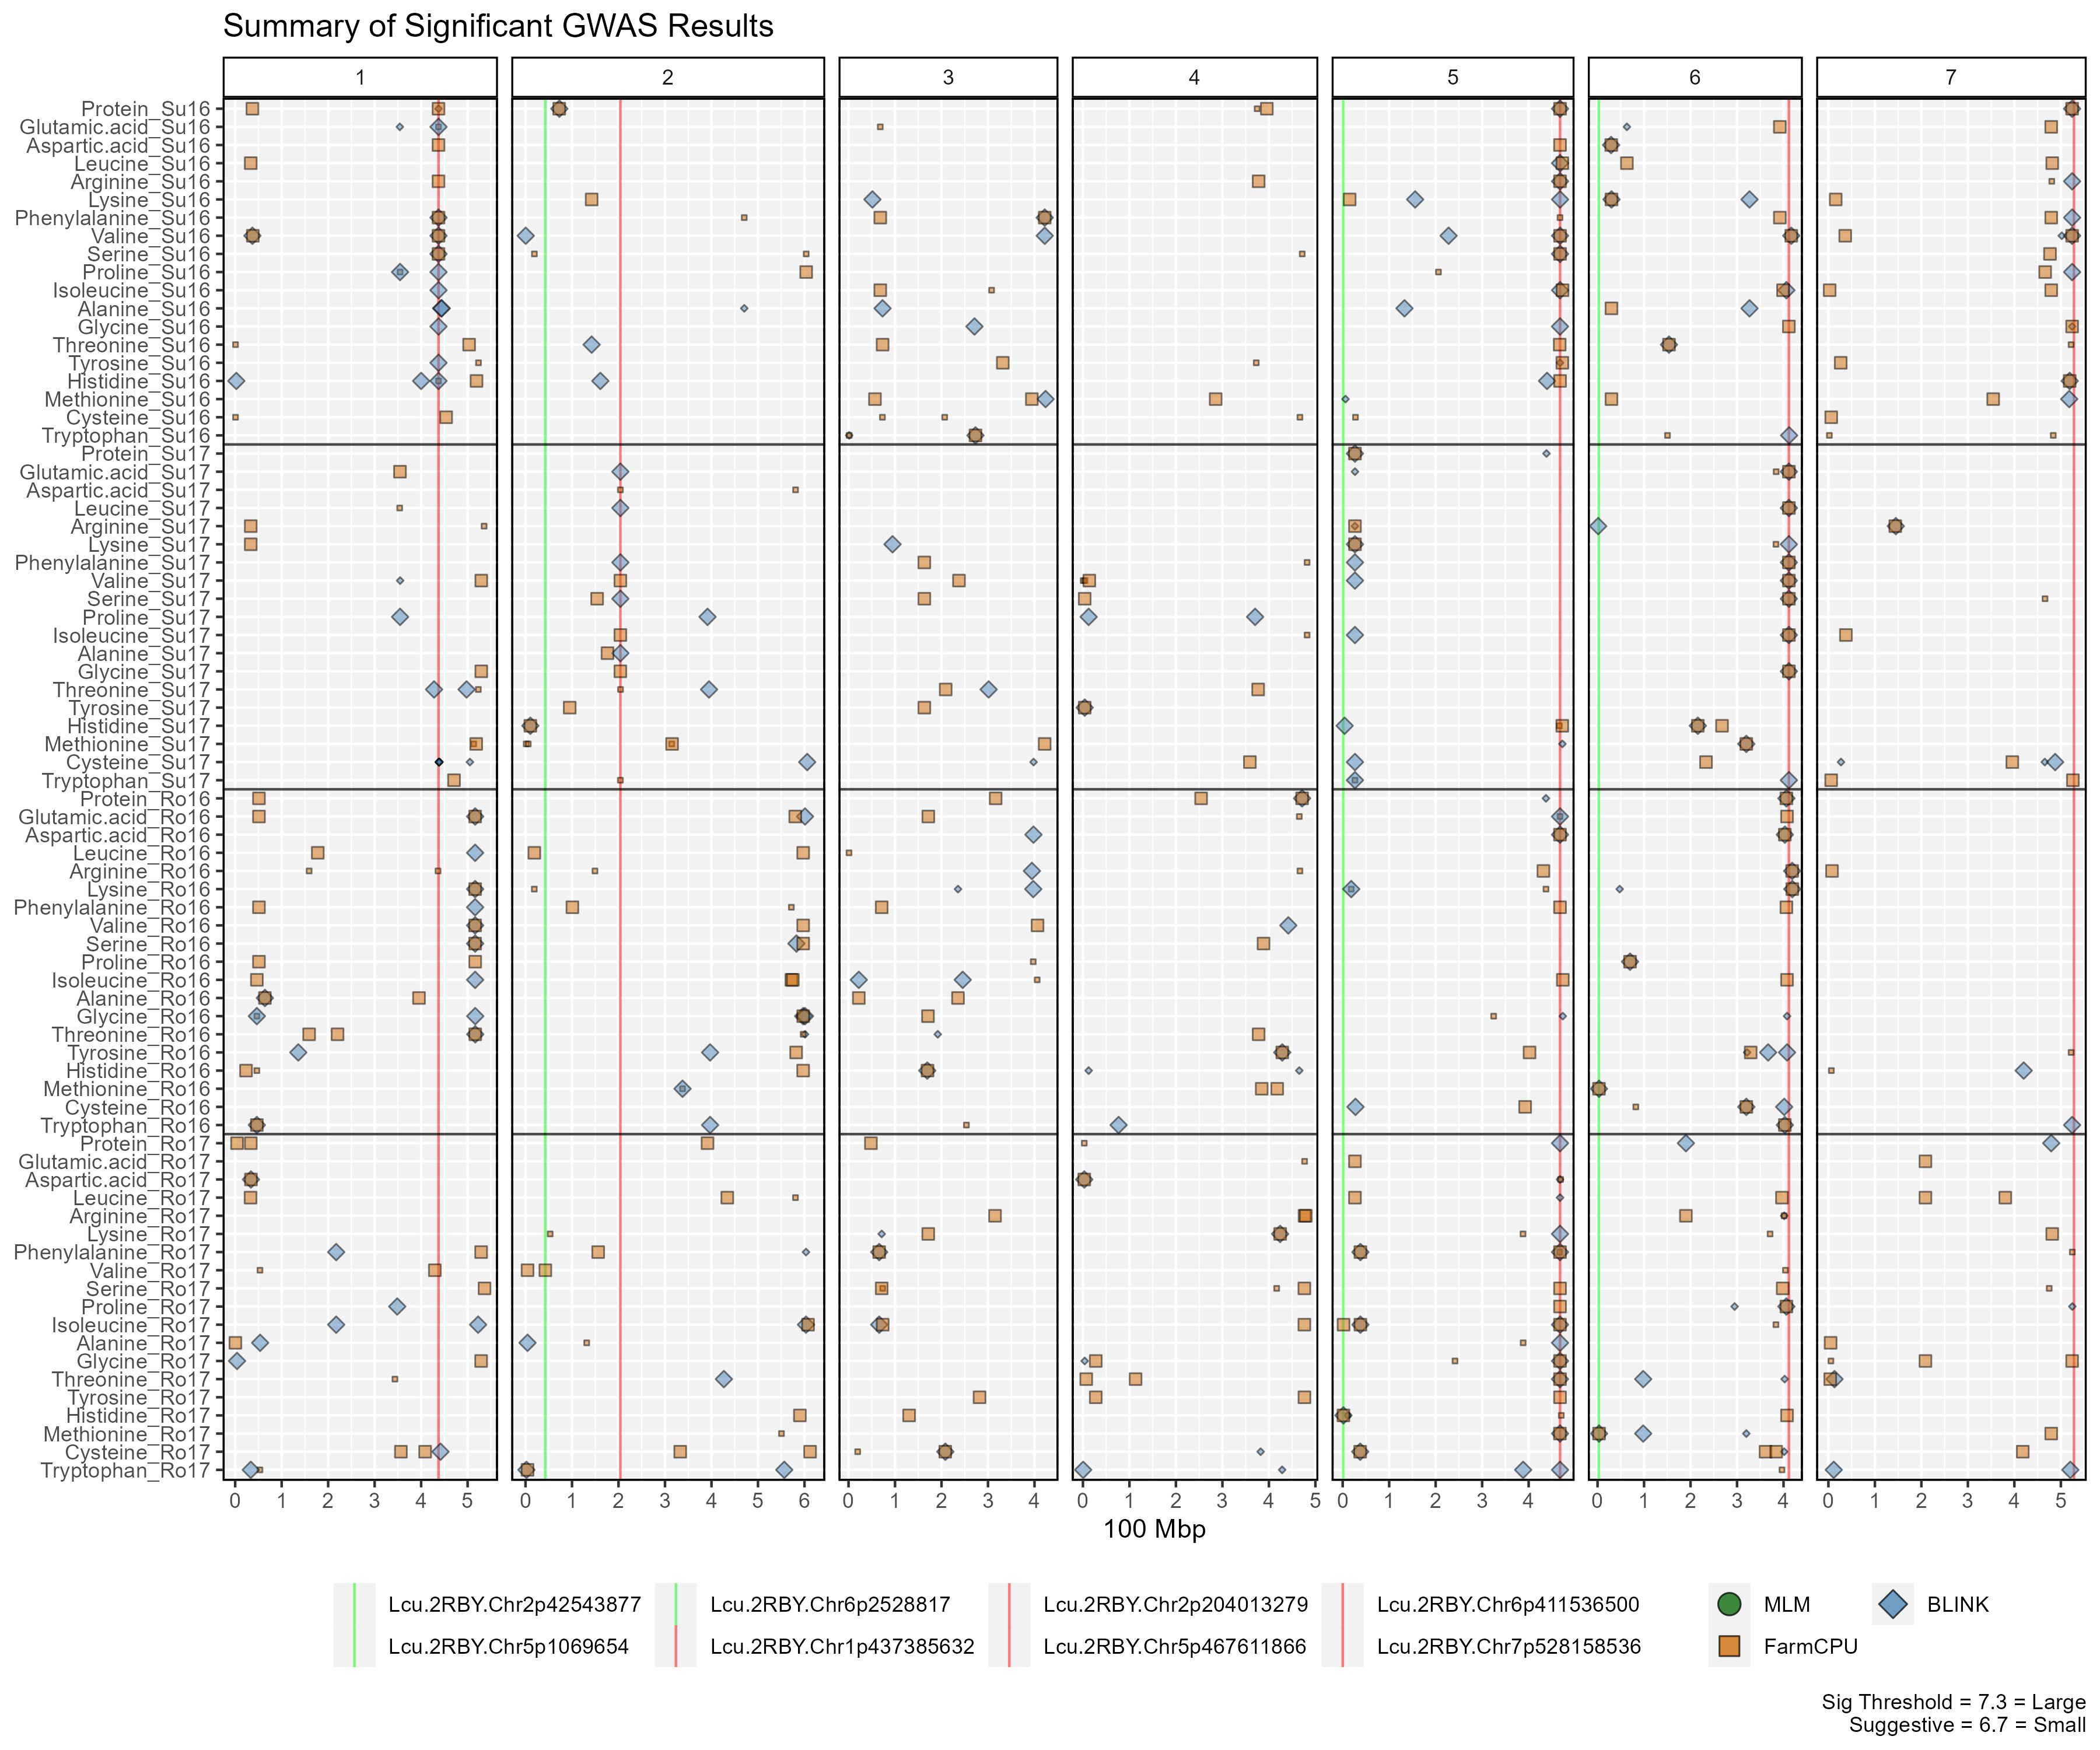 Summary of Significant GWAS Results
1 2 3 4 5 6 7
Protein_Su16
Glutamic.acid_Su16
Aspartic.acid_Su16
Leucine_Su16
Arginine_Su16
Lysine_Su16
Phenylalanine_Su16
Valine_Su16
Serine_Su16
Proline_Su16
Isoleucine_Su16
Alanine_Su16
Glycine_Su16
Threonine_Su16
Tyrosine_Su16
Histidine_Su16
Methionine_Su16
Cysteine_Su16
Tryptophan_Su16
Protein_Su17
Glutamic.acid_Su17
Aspartic.acid_Su17
Leucine_Su17
Arginine_Su17
Lysine_Su17
Phenylalanine_Su17
Valine_Su17
Serine_Su17
Proline_Su17
Isoleucine_Su17
Alanine_Su17
Glycine_Su17
Threonine_Su17
Tyrosine_Su17
Histidine_Su17
Methionine_Su17
Cysteine_Su17
Tryptophan_Su17
Protein_Ro16
Glutamic.acid_Ro16
Aspartic.acid_Ro16
Leucine_Ro16
Arginine_Ro16
Lysine_Ro16
Phenylalanine_Ro16
Valine_Ro16
Serine_Ro16
Proline_Ro16
Isoleucine_Ro16
Alanine_Ro16
Glycine_Ro16
Threonine_Ro16
Tyrosine_Ro16
Histidine_Ro16
Methionine_Ro16
Cysteine_Ro16
Tryptophan_Ro16
Protein_Ro17
Glutamic.acid_Ro17
Aspartic.acid_Ro17
Leucine_Ro17
Arginine_Ro17
Lysine_Ro17
Phenylalanine_Ro17
Valine_Ro17
Serine_Ro17
Proline_Ro17
Isoleucine_Ro17
Alanine_Ro17
Glycine_Ro17
Threonine_Ro17
Tyrosine_Ro17
Histidine_Ro17
Methionine_Ro17
Cysteine_Ro17
Tryptophan_Ro17
0 1 2 3 4 5 0 1 2 3 4 5 6 0 1 2 3 4 0 1 2 3 4 5 0 1 2 3 4 0 1 2 3 4 0 1 2 3 4 5
100 Mbp
Lcu.2RBY.Chr2p42543877 Lcu.2RBY.Chr6p2528817 Lcu.2RBY.Chr2p204013279 Lcu.2RBY.Chr6p411536500 MLM BLINK
Lcu.2RBY.Chr5p1069654 Lcu.2RBY.Chr1p437385632 Lcu.2RBY.Chr5p467611866 Lcu.2RBY.Chr7p528158536 FarmCPU
Sig Threshold = 7.3 = Large
Suggestive = 6.7 = Small